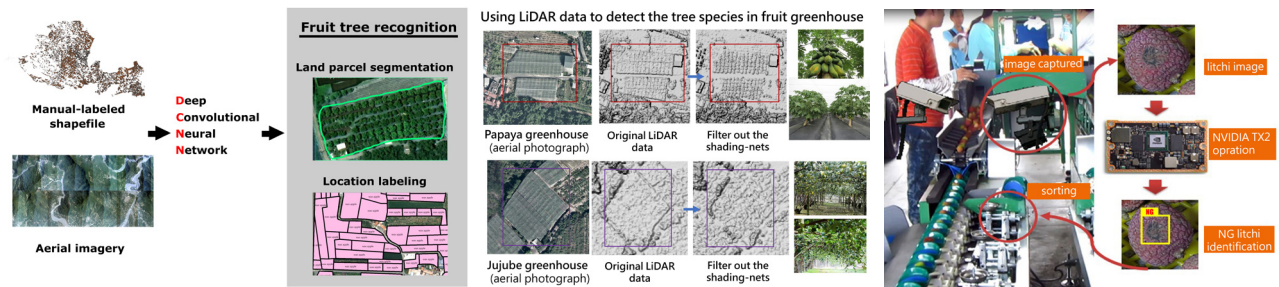 Manual-labeled
shapefile
Aerial imagery
Deep
Convolutional
Neural
Network
Fruit tree recognition
Land parcel segmentation
Location labeling
Using LiDAR data to detect the tree species in fruit greenhouse
Papaya greenhouse
(aerial photograph)
Original LiDAR
data
Filter out the
shading-nets
Jujube greenhouse
(aerial photograph)
Original LiDAR
data
Filter out the
shading-nets
image captured
sorting
litchi image
NVIDIA TX2
opration
NG
NG litchi
identification